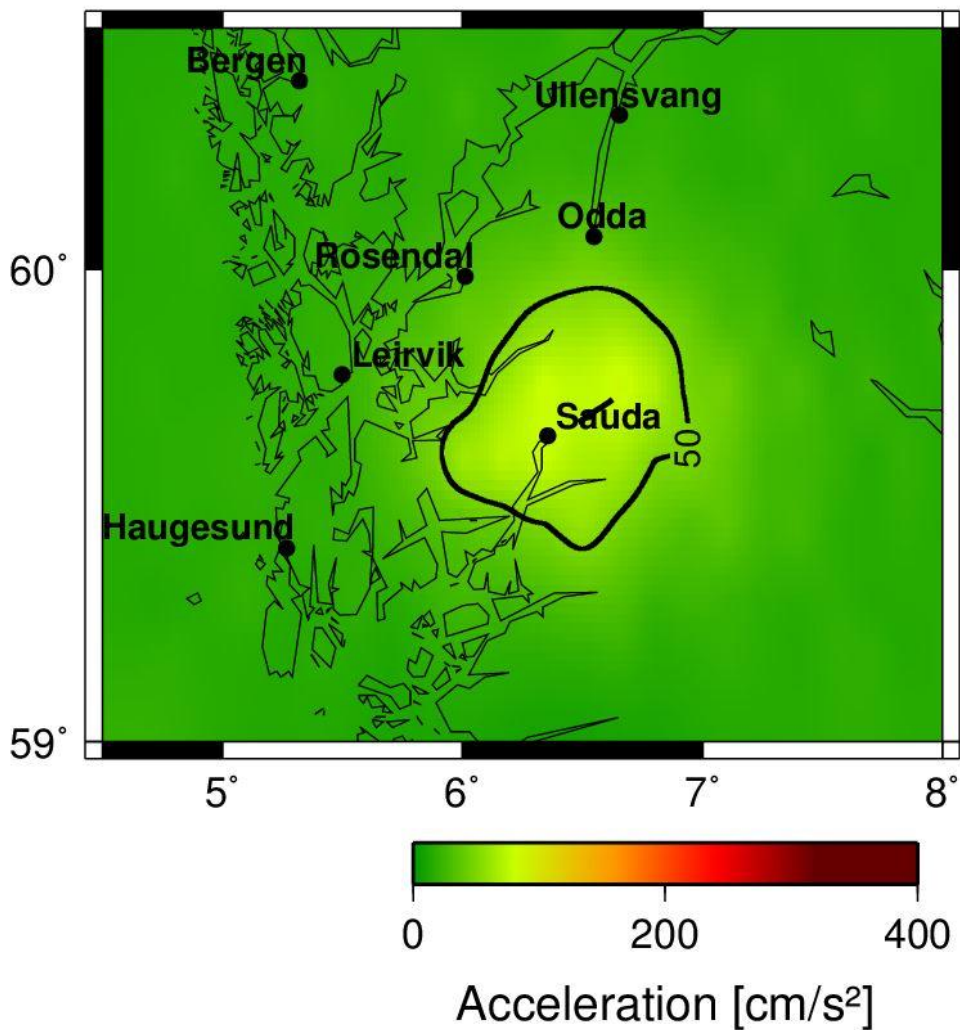 Bergen
Ullensvang
Odda
Rosendal
60°
Leirvik
Sauda
50
Haugesund
59°
5° 6° 7° 8°
0 200 400
Acceleration [cm/s²]